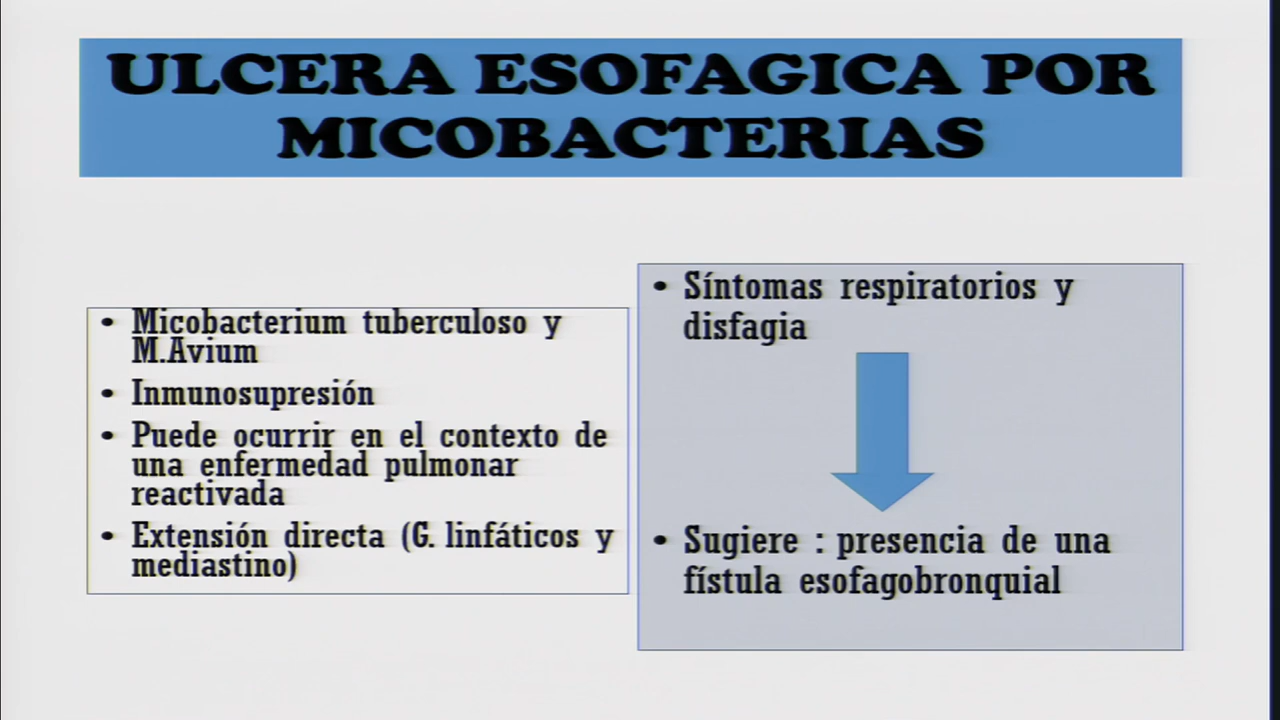 ULCERA ESOFAGICA POR
MICOBACTERIAS
• Micobacterium tuberculoso y
M.Avium
• Inmunosupresión
• Puede ocurrir en el contexto de
una enfermedad pulmonar
reactivada
• Extensión directa (G. linfáticos y
mediastino)
• Síntomas respiratorios y
disfagia
• Sugiere : presencia de una
fístula esofagobronquial